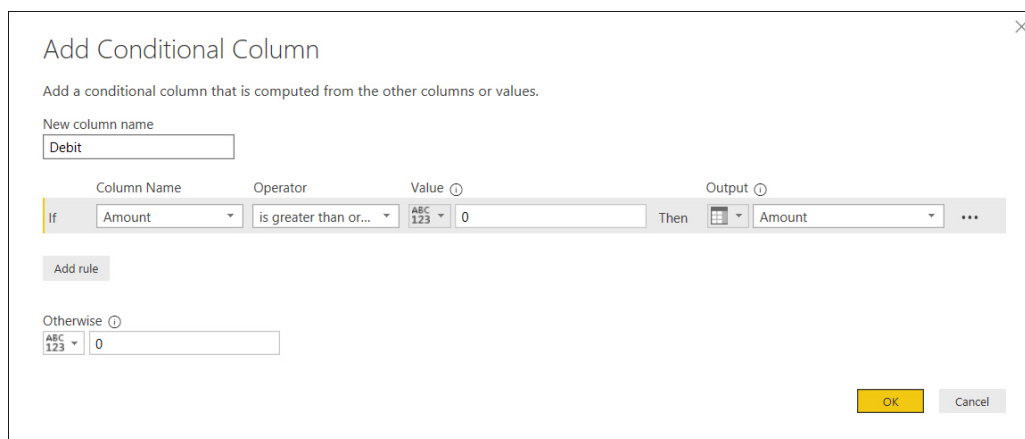 Add Conditional Column
Add a conditional column that is computed from the other columns or values.
New column name
Debit
Column Name Operator Value Output
If Amount is greater than or... ABC 123 0 Then Amount ...
Add rule
Otherwise
ABC 123 0
OK Cancel